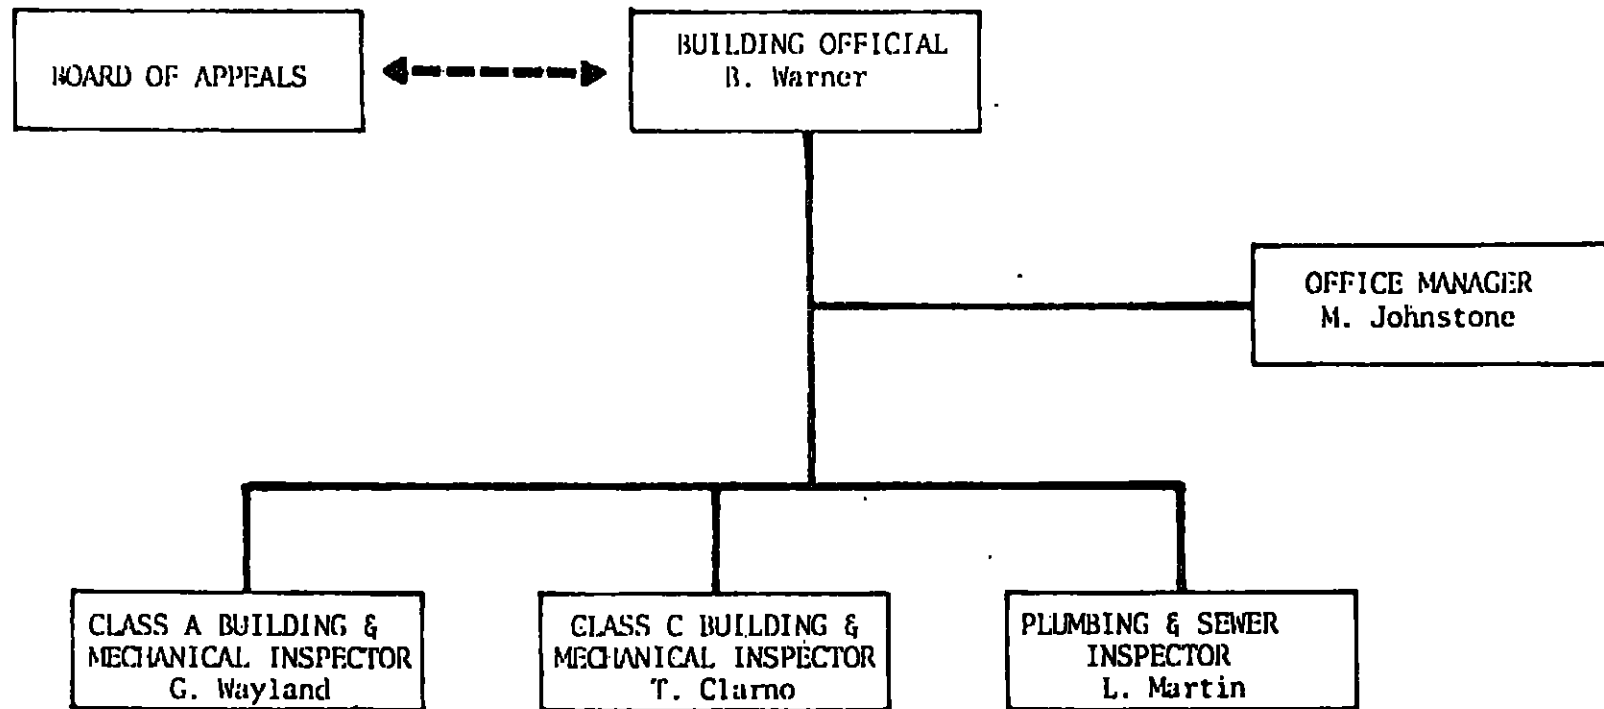 BOARD OF APPEALS
BUILDING OFFICIAL
B. Warner
OFFICE MANAGER
M. Johnstone
CLASS A BUILDING &
MECHANICAL INSPECTOR
G. Wayland
CLASS C BUILDING &
MECHANICAL INSPECTOR
T. Clarno
PLUMBING & SEWER
INSPECTOR
L. Martin